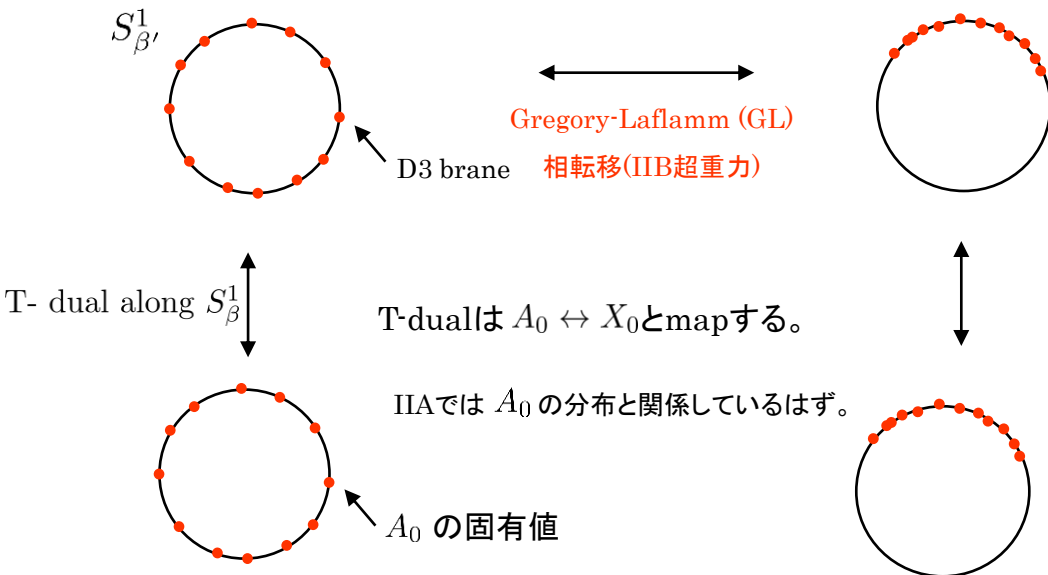 S^1_{β'}
Gregory-Laflamm (GL)
相転移(IIB超重力)
D3 brane
T- dual along S^1_β
T-dualは A_0 ↔ X_0とmapする。
IIAでは A_0 の分布と関係しているはず。
A_0 の固有値